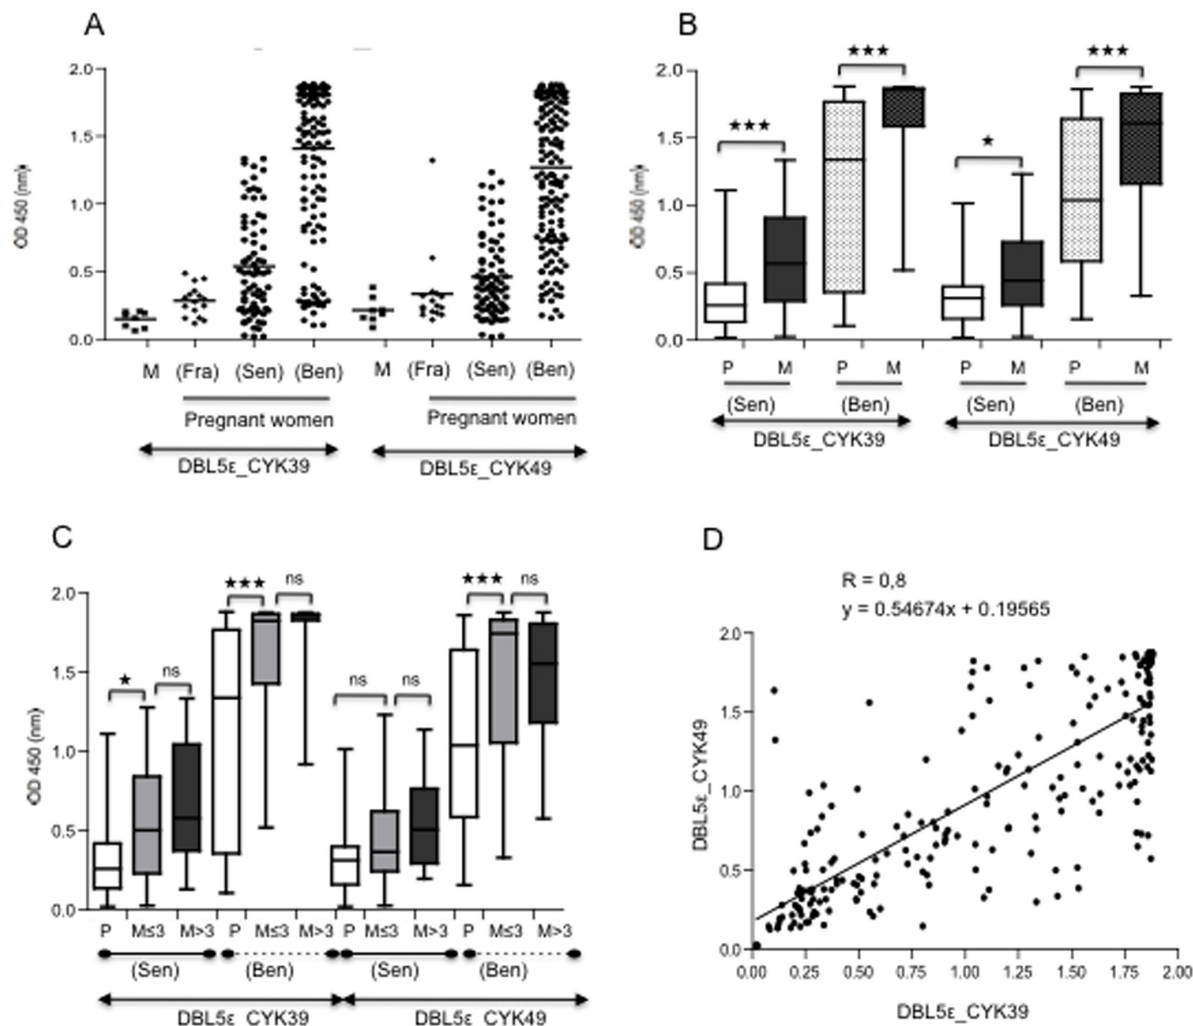 A
OD 450 (nm)
2.0
1.5
1.0
0.5
0.0
M (Fra) (Sen) (Ben) M (Fra) (Sen) (Ben)
Pregnant women Pregnant women
DBL5ε_CYK39 DBL5ε_CYK49
B
OD 450 (nm)
2.0
1.5
1.0
0.5
0.0
★★★ ★★★ ★ ★★★
P M P M P M P M
(Sen) (Ben) (Sen) (Ben)
DBL5ε_CYK39 DBL5ε_CYK49
C
OD 450 (nm)
2.0
1.5
1.0
0.5
0.0
★ ns ★★★ ns ns ns ★★★ ns
P M≤3 M>3 P M≤3 M>3 P M≤3 M>3 P M≤3 M>3
(Sen) (Ben) (Sen) (Ben)
DBL5ε_CYK39 DBL5ε_CYK49
D
R = 0,8
y = 0.54674x + 0.19565
DBL5ε_CYK49
2.0
1.5
1.0
0.5
0.0
0.00 0.25 0.50 0.75 1.00 1.25 1.50 1.75 2.00
DBL5ε_CYK39